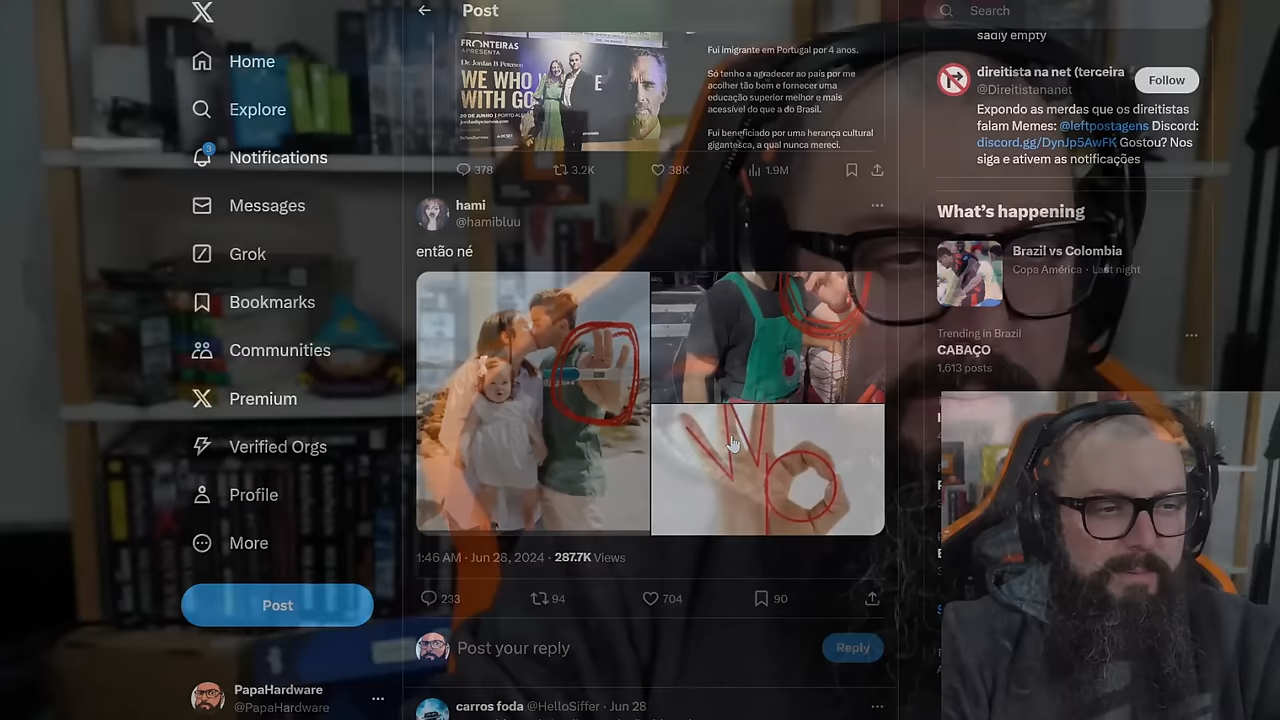 Home
Explore
3
Notifications
Messages
Grok
Bookmarks
Communities
Premium
Verified Orgs
Profile
More
Post
PapaHardware
@PapaHardware
Post
FRONTEIRAS
APRESENTA
Dr. Jordan B Peterson
WE WHO
WITH GO
20 DE JUNHO
Fui imigrante em Portugal por 4 anos.
Só tenho a agradecer ao país por me
acolher tão bem e fornecer uma
educação superior melhor e mais
acessível do que a do Brasil.
Fui beneficiado por uma herança cultural
gigantesca, a qual nunca mereci.
378
3.2K
38K
1.9M
hami
@hamibluu
então né
1:46 AM · Jun 28, 2024 · 287.7K Views
233
94
704
90
Post your reply
Reply
carros foda @HelloSiffer · Jun 28
Search
sadly empty
direitista na net (terceira
@Direitistananet
Follow
Expondo as merdas que os direitistas
falam Memes: @leftpostagens Discord:
discord.gg/DynJp5AwFK Gostou? Nos
siga e ativem as notificações
What's happening
Brazil vs Colombia
Copa América · Last night
Trending in Brazil
CABAÇO
1,613 posts